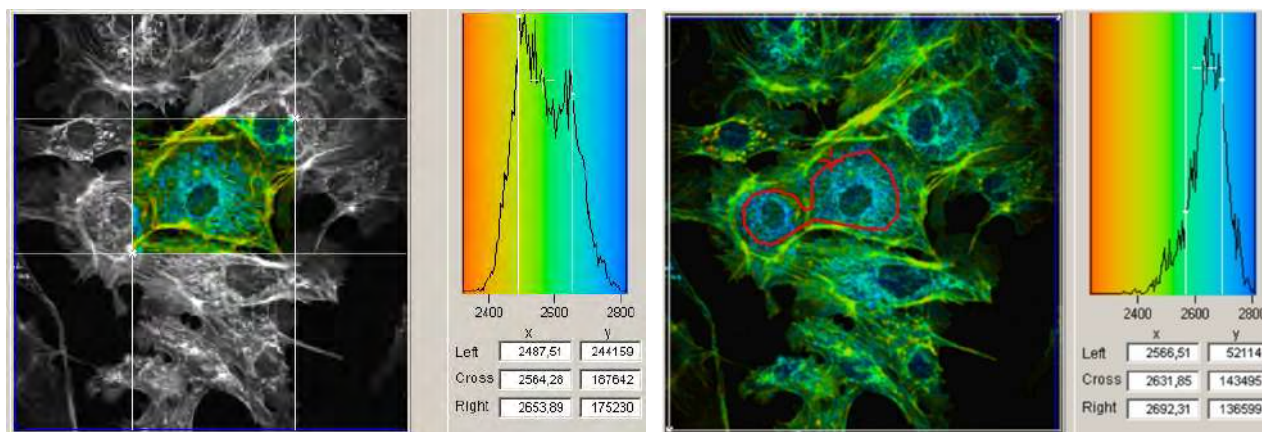 2400 2600 2800
x y
Left 2487,51 244159
Cross 2564,28 187642
Right 2653,89 175230
2400 2600 2800
x y
Left 2566,51 52114
Cross 2631,85 143495
Right 2692,31 136599